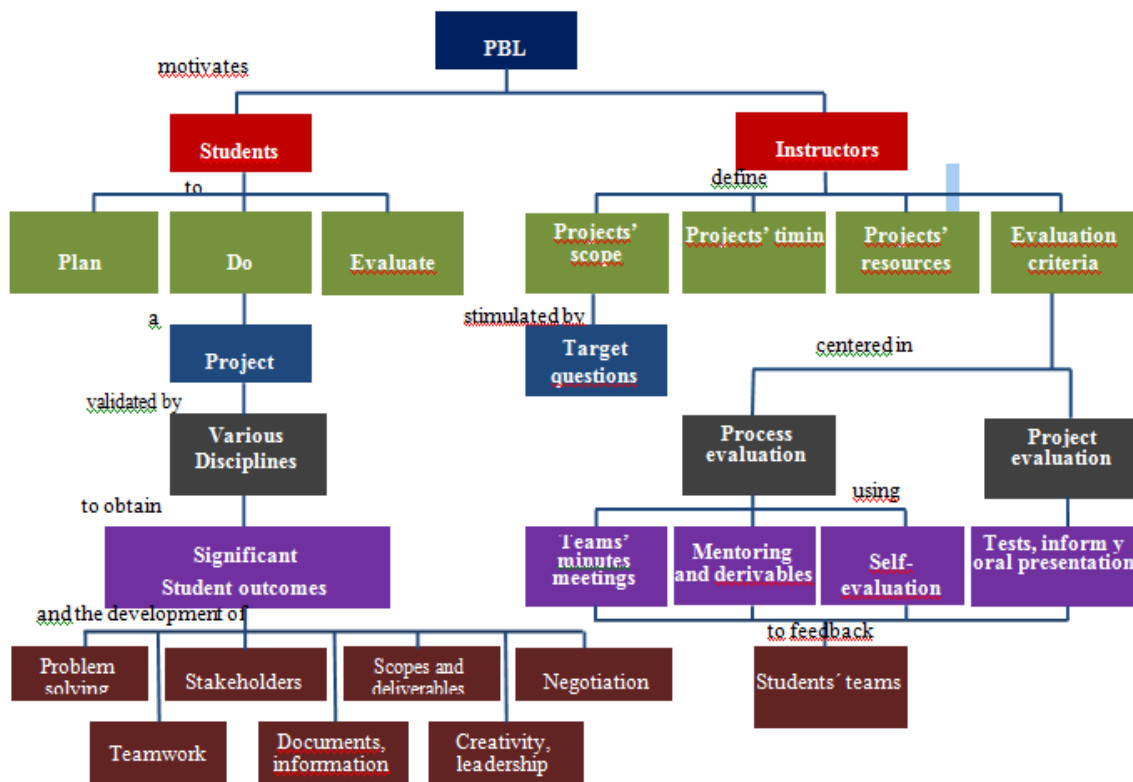 PBL
motivates
Students
Instructors
to
define
Plan
Do
Evaluate
Projects’
scope
Projects’ timin
Projects’
resources
Evaluation
criteria
a
stimulated by
Project
Target
questions
centered in
validated by
Various
Disciplines
Process
evaluation
Project
evaluation
to obtain
using
Significant
Student outcomes
Teams’
minutes
meetings
Mentoring
and derivables
Self-
evaluation
Tests, inform y
oral presentation
and the development of
to feedback
Problem
solving
Stakeholders
Scopes and
deliverables
Negotiation
Students´ teams
Teamwork
Documents,
information
Creativity,
leadership